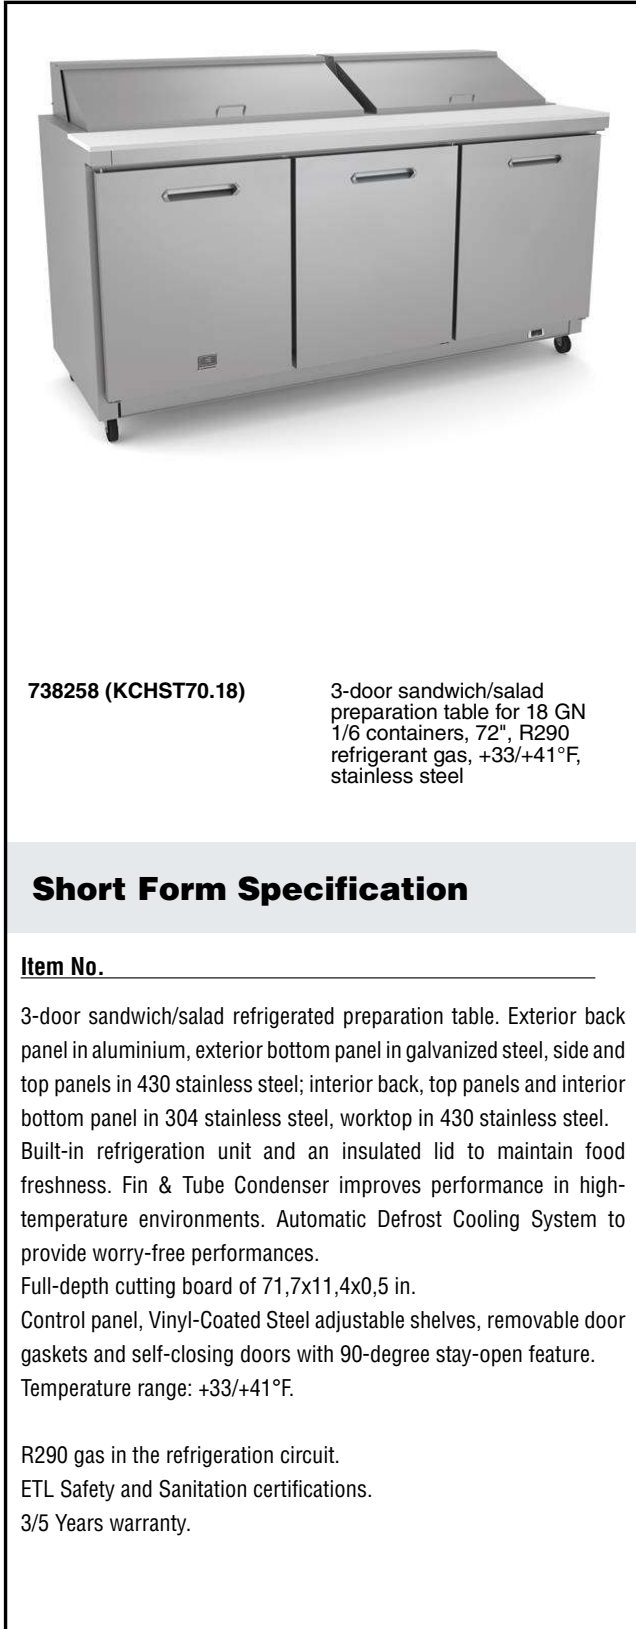 738258 (KCHST70.18)
3-door sandwich/salad
preparation table for 18 GN
1/6 containers, 72", R290
refrigerant gas, +33/+41°F,
stainless steel
Short Form Specification
Item No.
3-door sandwich/salad refrigerated preparation table. Exterior back
panel in aluminium, exterior bottom panel in galvanized steel, side and
top panels in 430 stainless steel; interior back, top panels and interior
bottom panel in 304 stainless steel, worktop in 430 stainless steel.
Built-in refrigeration unit and an insulated lid to maintain food
freshness. Fin & Tube Condenser improves performance in high-
temperature environments. Automatic Defrost Cooling System to
provide worry-free performances.
Full-depth cutting board of 71,7x11,4x0,5 in.
Control panel, Vinyl-Coated Steel adjustable shelves, removable door
gaskets and self-closing doors with 90-degree stay-open feature.
Temperature range: +33/+41°F.
R290 gas in the refrigeration circuit.
ETL Safety and Sanitation certifications.
3/5 Years warranty.